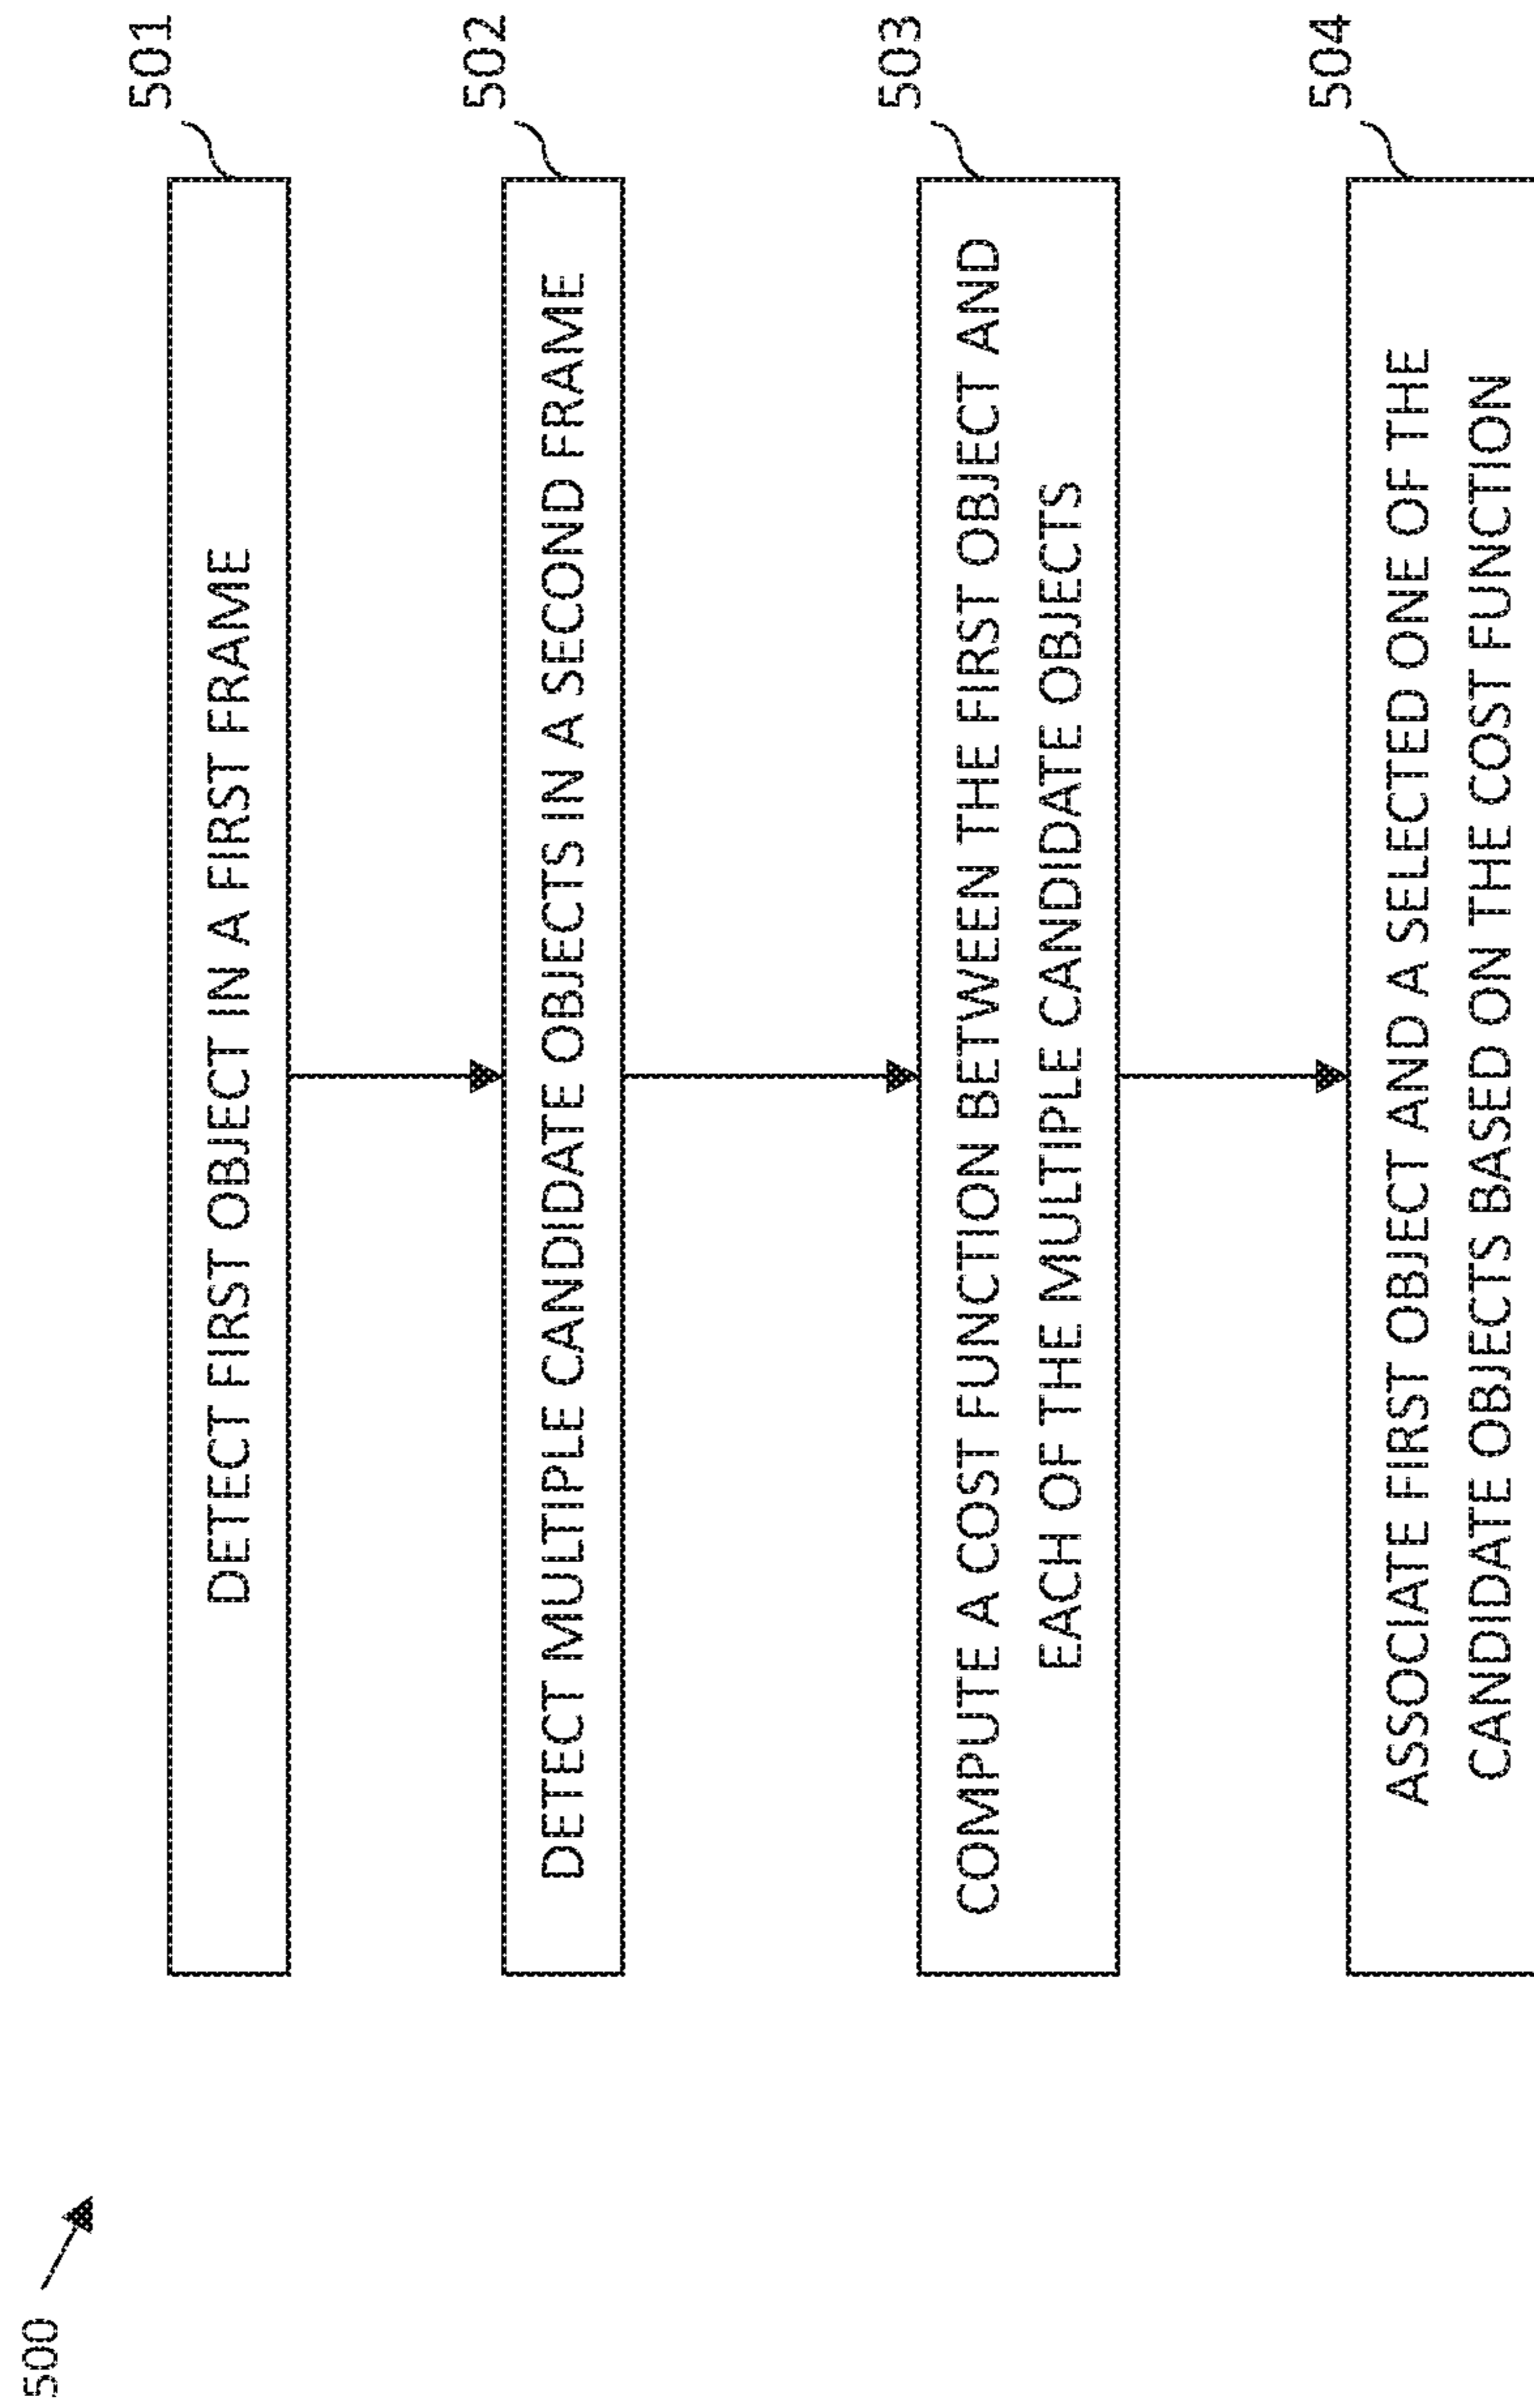 500
501
DETECT FIRST OBJECT IN A FIRST FRAME
502
DETECT MULTIPLE CANDIDATE OBJECTS IN A SECOND FRAME
503
COMPUTE A COST FUNCTION BETWEEN THE FIRST OBJECT AND
EACH OF THE MULTIPLE CANDIDATE OBJECTS
504
ASSOCIATE FIRST OBJECT AND A SELECTED ONE OF THE
CANDIDATE OBJECTS BASED ON THE COST FUNCTION